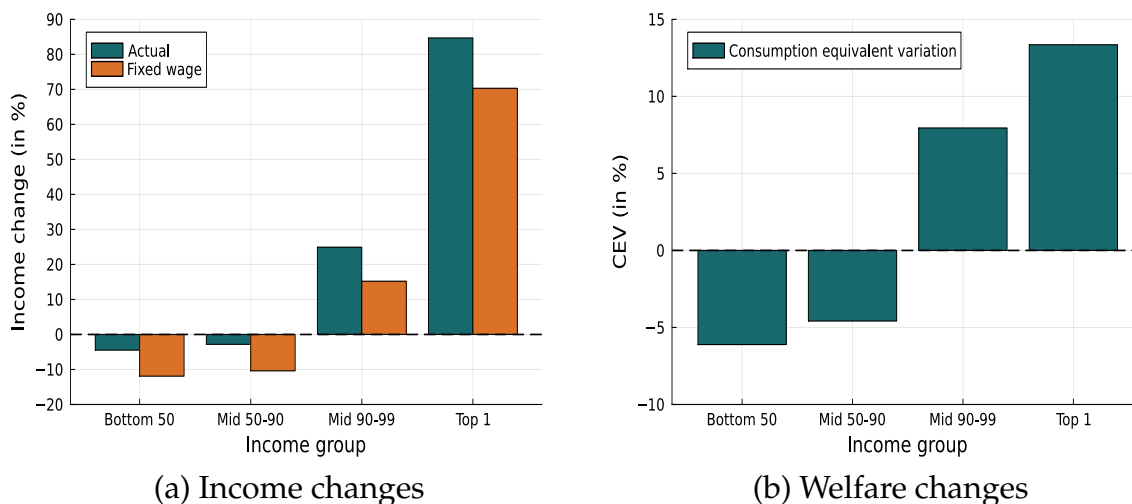 Income change (in %)
90
80
70
60
50
40
30
20
10
0
−10
−20
Actual
Fixed wage
Bottom 50
Mid 50-90
Mid 90-99
Top 1
Income group
(a) Income changes
CEV (in %)
15
10
5
0
−5
−10
Consumption equivalent variation
Bottom 50
Mid 50-90
Mid 90-99
Top 1
Income group
(b) Welfare changes